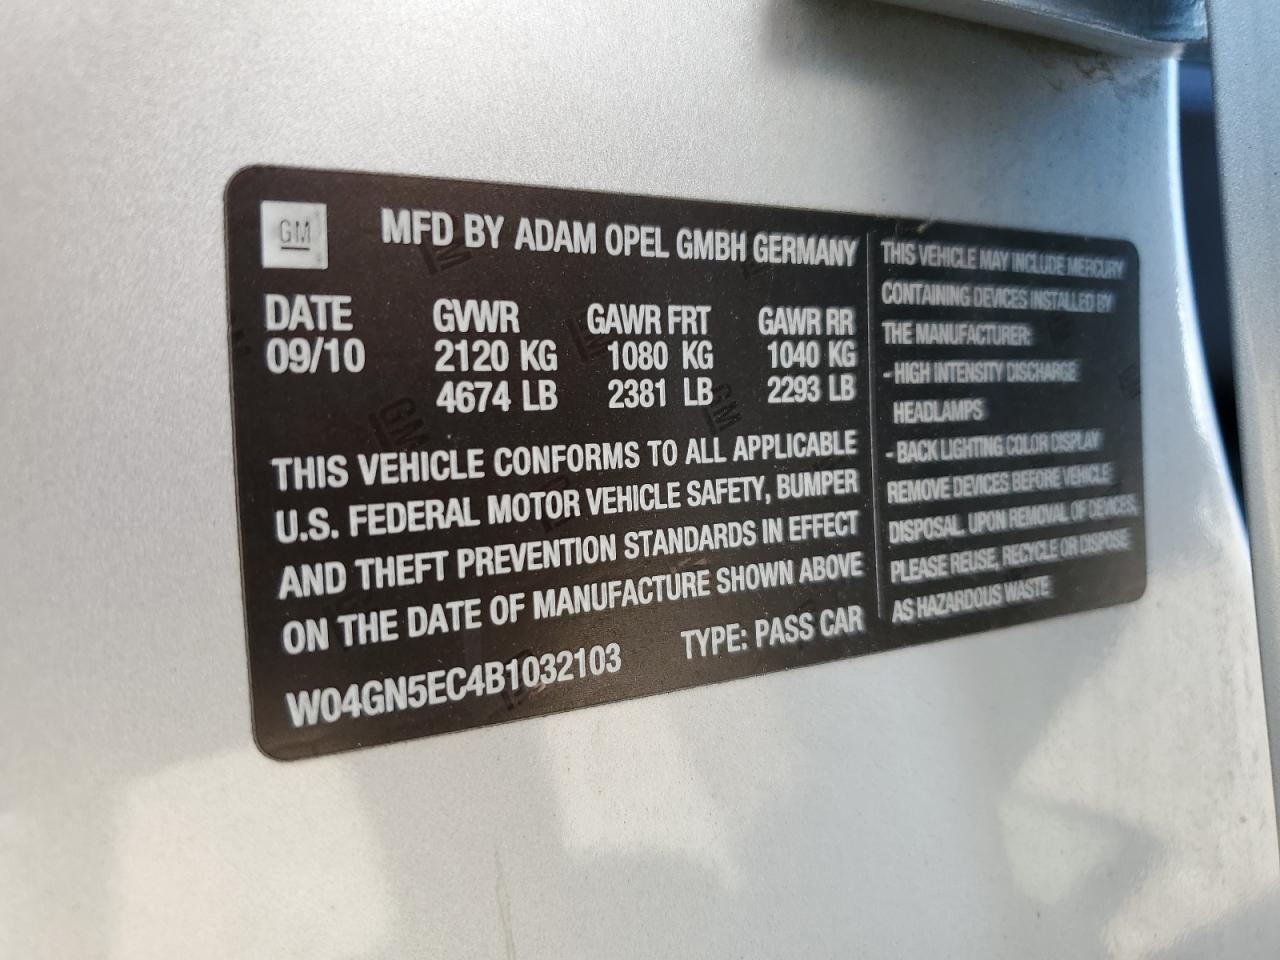 GM
MFD BY ADAM OPEL GMBH GERMANY
DATE GVWR GAWR FRT GAWR RR
09/10 2120 KG 1080 KG 1040 KG
4674 LB 2381 LB 2293 LB
THIS VEHICLE CONFORMS TO ALL APPLICABLE
U.S. FEDERAL MOTOR VEHICLE SAFETY, BUMPER
AND THEFT PREVENTION STANDARDS IN EFFECT
ON THE DATE OF MANUFACTURE SHOWN ABOVE
W04GN5EC4B1032103 TYPE: PASS CAR
THIS VEHICLE MAY INCLUDE MERCURY
CONTAINING DEVICES INSTALLED BY
THE MANUFACTURER:
- HIGH INTENSITY DISCHARGE
HEADLAMPS
- BACK LIGHTING COLOR DISPLAY
REMOVE DEVICES BEFORE VEHICLE
DISPOSAL. UPON REMOVAL OF DEVICES,
PLEASE REUSE, RECYCLE OR DISPOSE
AS HAZARDOUS WASTE